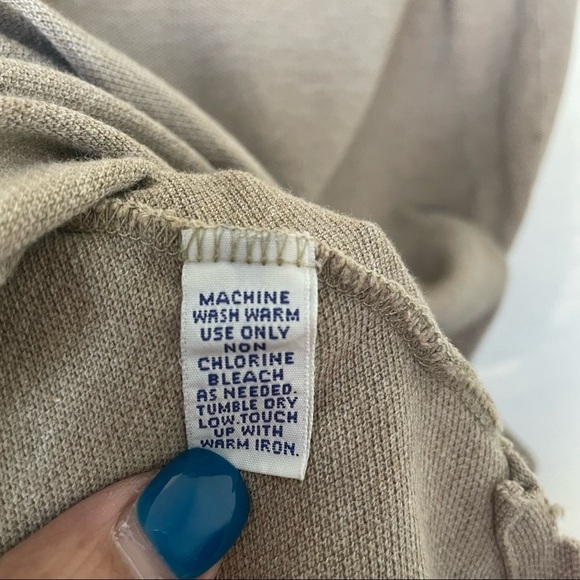 MACHINE
WASH WARM
USE ONLY
NON
CHLORINE
BLEACH
AS NEEDED.
TUMBLE DRY
LOW.TOUCH
UP WITH
WARM IRON.